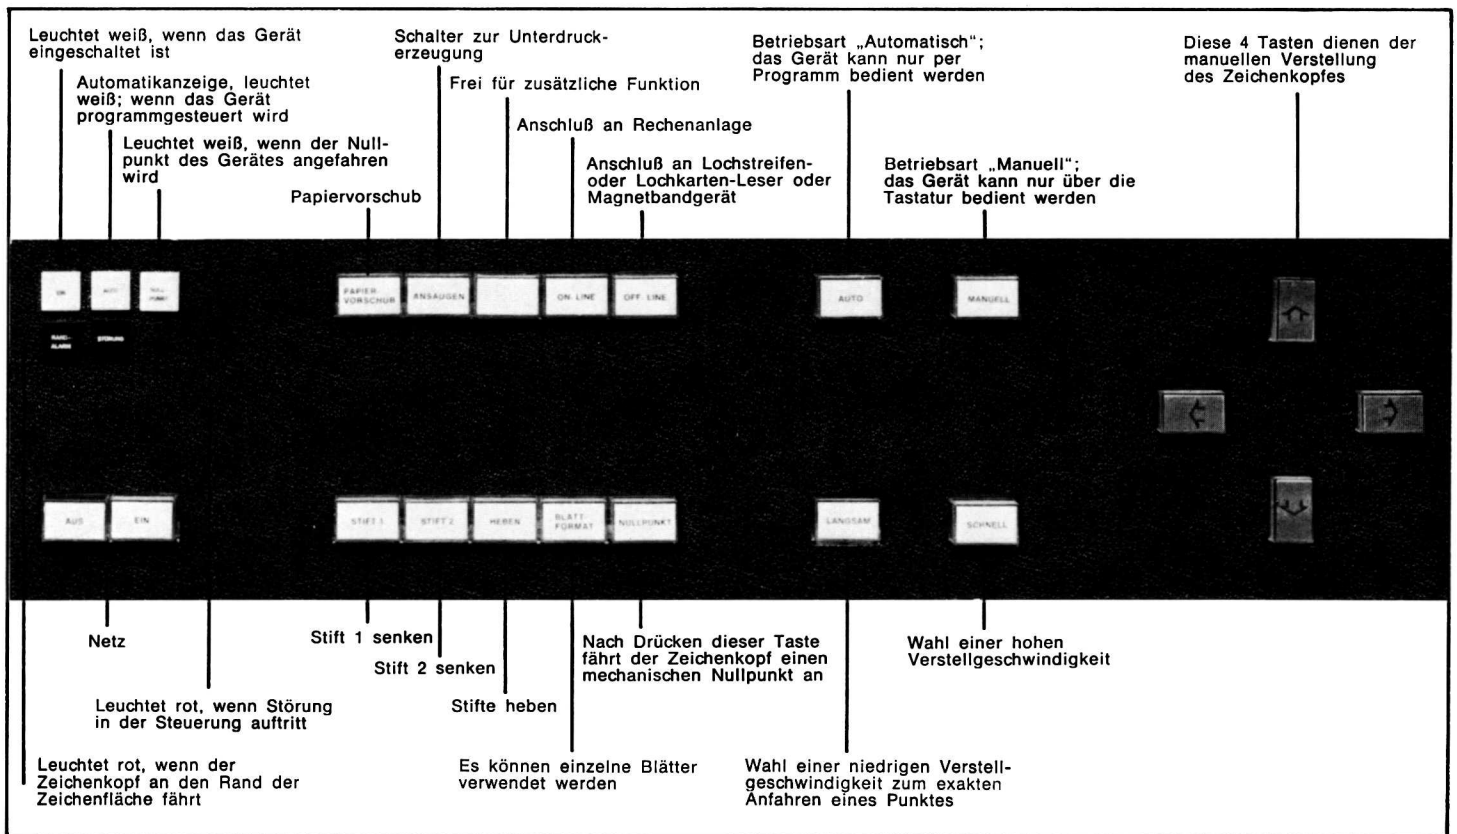 Leuchtet weiß, wenn das Gerät
eingeschaltet ist
Automatikanzeige, leuchtet
weiß; wenn das Gerät
programmgesteuert wird
Leuchtet weiß, wenn der Null-
punkt des Gerätes angefahren
wird
Papiervorschub
Schalter zur Unterdruck-
erzeugung
Frei für zusätzliche Funktion
Anschluß an Rechenanlage
Anschluß an Lochstreifen-
oder Lochkarten-Leser oder
Magnetbandgerät
Betriebsart „Automatisch“;
das Gerät kann nur per
Programm bedient werden
Betriebsart „Manuell“;
das Gerät kann nur über die
Tastatur bedient werden
Diese 4 Tasten dienen der
manuellen Verstellung
des Zeichenkopfes
ON
AUTO
NULL-
PUNKT
RAND-
ALARM
STÖRUNG
PAPIER
VORSCHUB
ANSAUGEN
ON LINE
OFF LINE
AUTO
MANUELL
AUS
EIN
STIFT 1
STIFT 2
HEBEN
BLATT-
FORMAT
NULLPUNKT
LANGSAM
SCHNELL
Netz
Leuchtet rot, wenn Störung
in der Steuerung auftritt
Leuchtet rot, wenn der
Zeichenkopf an den Rand der
Zeichenfläche fährt
Stift 1 senken
Stift 2 senken
Stifte heben
Es können einzelne Blätter
verwendet werden
Nach Drücken dieser Taste
fährt der Zeichenkopf einen
mechanischen Nullpunkt an
Wahl einer niedrigen Verstell-
geschwindigkeit zum exakten
Anfahren eines Punktes
Wahl einer hohen
Verstellgeschwindigkeit